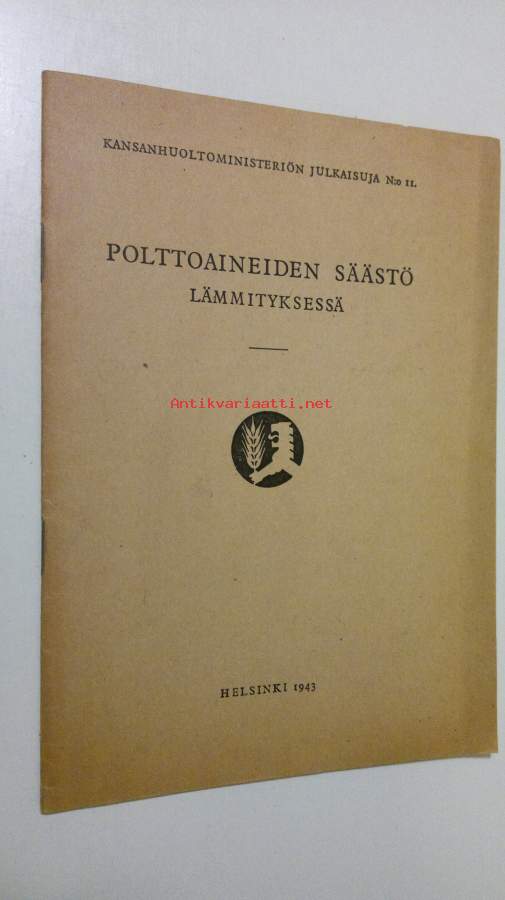 KANSANHUOLTOMINISTERIÖN JULKAISUJA N:o 11.
POLTTOAINEIDEN SÄÄSTÖ
LÄMMITYKSESSÄ
Antikvariaatti.net
HELSINKI 1943